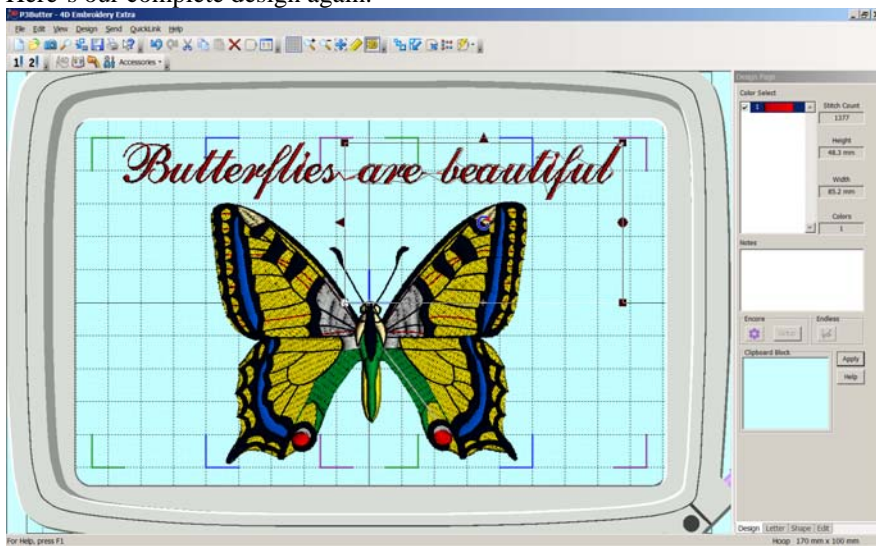 Here's our complete design again:
P3Butter - 4D Embroidery Extra
File Edit View Design Send QuickLink Help
1 2 Accessories
Design Page
Color Select
1
Stitch Count
1377
Height
48.3 mm
Width
85.2 mm
Colors
1
Notes
Encore
Endless
Clipboard Block
Apply
Help
Butterflies are beautiful
Design Letter Shape Edit
For Help, press F1
Hoop 170 mm x 100 mm